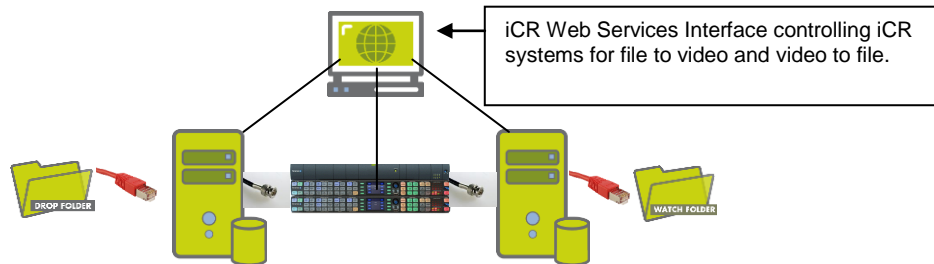 iCR Web Services Interface controlling iCR
systems for file to video and video to file.
DROP FOLDER
WATCH FOLDER